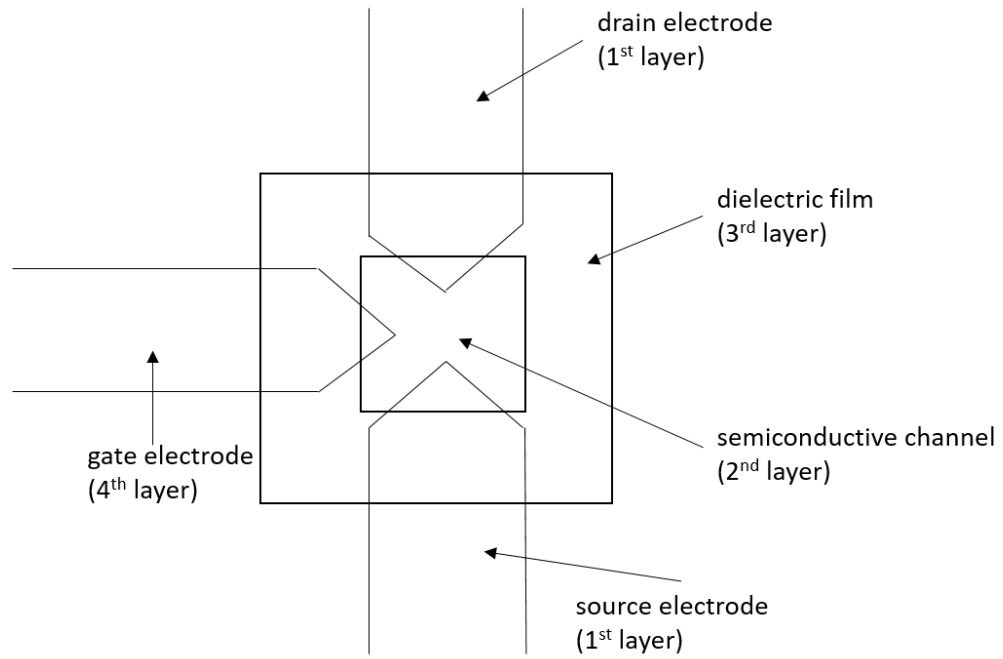 drain electrode
(1st layer)
dielectric film
(3rd layer)
semiconductive channel
(2nd layer)
gate electrode
(4th layer)
source electrode
(1st layer)